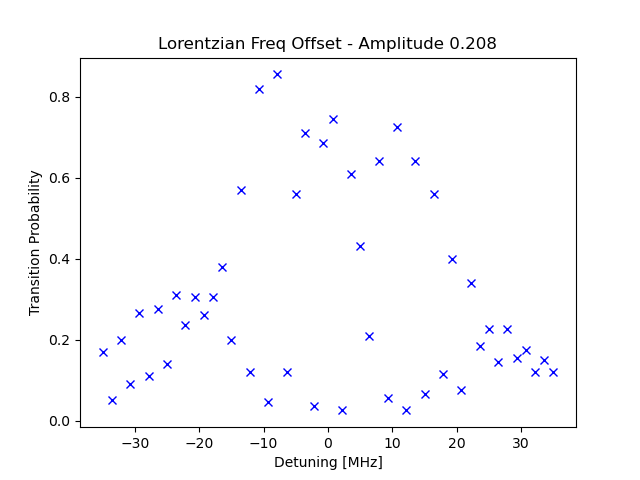 Lorentzian Freq Offset - Amplitude 0.208
Transition Probability
0.8
0.6
0.4
0.2
0.0
−30 −20 −10 0 10 20 30
Detuning [MHz]